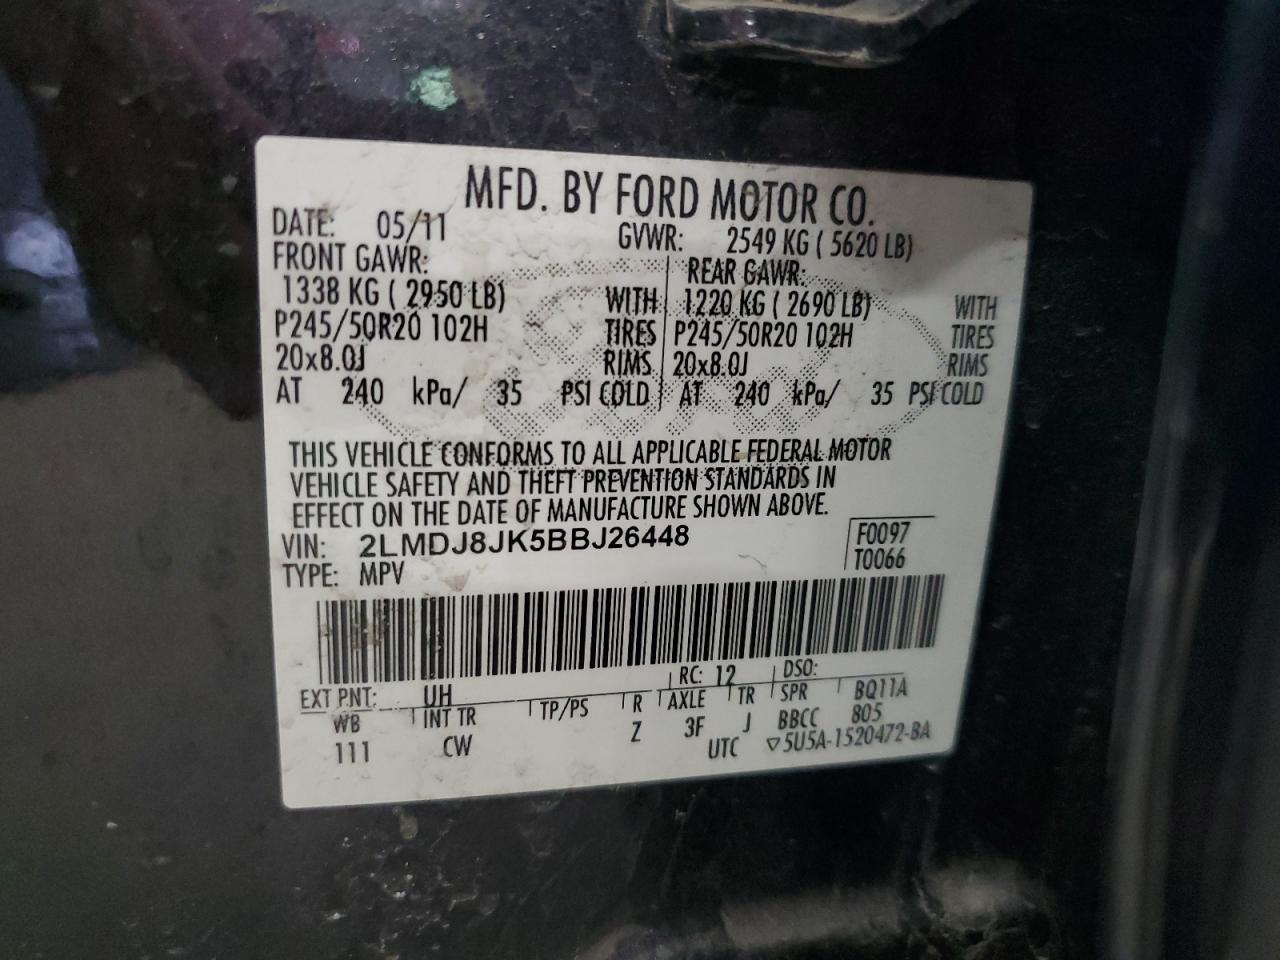 MFD. BY FORD MOTOR CO.
DATE: 05/11 GVWR: 2549 KG ( 5620 LB)
FRONT GAWR: REAR GAWR:
1338 KG ( 2950 LB) WITH 1220 KG ( 2690 LB) WITH
P245/50R20 102H TIRES P245/50R20 102H TIRES
20x8.0J RIMS 20x8.0J RIMS
AT 240 kPa/ 35 PSI COLD AT 240 kPa/ 35 PSI COLD
THIS VEHICLE CONFORMS TO ALL APPLICABLE FEDERAL MOTOR
VEHICLE SAFETY AND THEFT PREVENTION STANDARDS IN
EFFECT ON THE DATE OF MANUFACTURE SHOWN ABOVE.
VIN: 2LMDJ8JK5BBJ26448 F0097
TYPE: MPV T0066
EXT PNT: UH RC: 12 DSO:
WB INT TR TP/PS R AXLE TR SPR BQ11A
111 CW Z 3F J BBCC 805
UTC ▽5U5A-1520472-BA